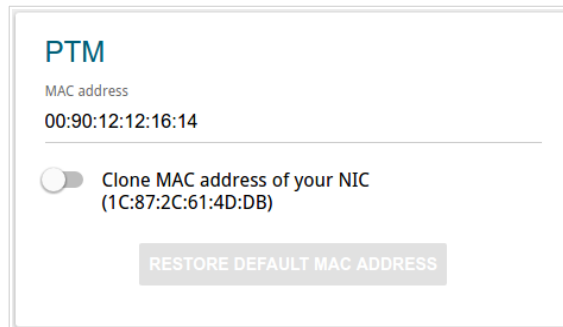 PTM
MAC address
00:90:12:12:16:14
Clone MAC address of your NIC
(1C:87:2C:61:4D:DB)
RESTORE DEFAULT MAC ADDRESS